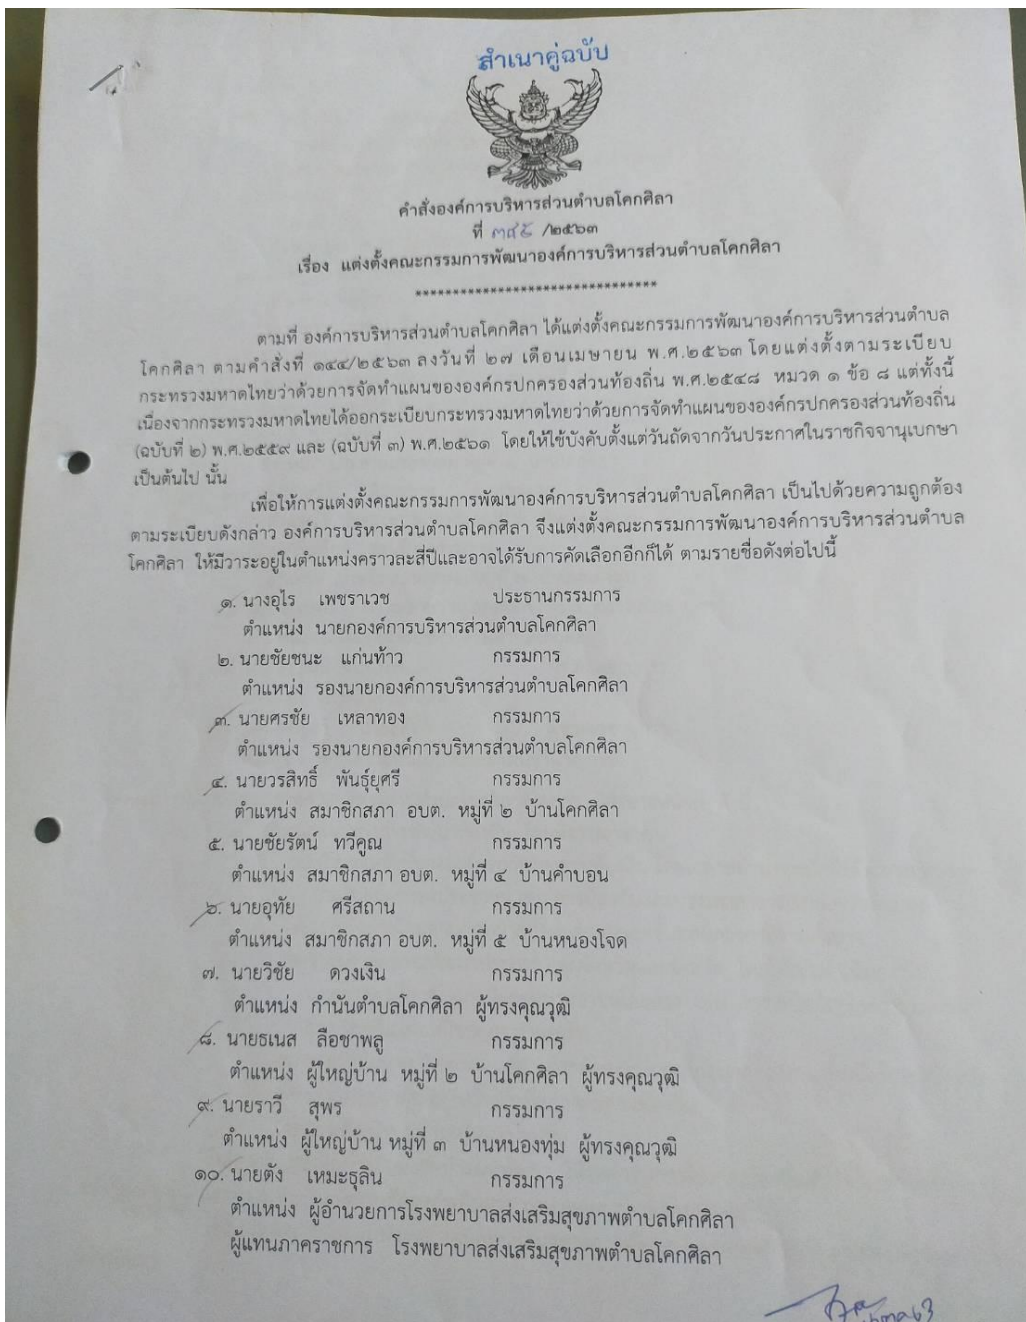 สำเนาคู่ฉบับ
คำสั่งองค์การบริหารส่วนตำบลโคกศิลา
ที่ ๓๙๕ /๒๕๖๓
เรื่อง แต่งตั้งคณะกรรมการพัฒนาองค์การบริหารส่วนตำบลโคกศิลา
********************************
ตามที่ องค์การบริหารส่วนตำบลโคกศิลา ได้แต่งตั้งคณะกรรมการพัฒนาองค์การบริหารส่วนตำบล
โคกศิลา ตามคำสั่งที่ ๑๔๔/๒๕๖๓ ลงวันที่ ๒๗ เดือนเมษายน พ.ศ.๒๕๖๓ โดยแต่งตั้งตามระเบียบ
กระทรวงมหาดไทยว่าด้วยการจัดทำแผนขององค์กรปกครองส่วนท้องถิ่น พ.ศ.๒๕๔๘ หมวด ๑ ข้อ ๘ แต่ทั้งนี้
เนื่องจากกระทรวงมหาดไทยได้ออกระเบียบกระทรวงมหาดไทยว่าด้วยการจัดทำแผนขององค์กรปกครองส่วนท้องถิ่น
(ฉบับที่ ๒) พ.ศ.๒๕๕๙ และ (ฉบับที่ ๓) พ.ศ.๒๕๖๑ โดยให้ใช้บังคับตั้งแต่วันถัดจากวันประกาศในราชกิจจานุเบกษา
เป็นต้นไป นั้น
เพื่อให้การแต่งตั้งคณะกรรมการพัฒนาองค์การบริหารส่วนตำบลโคกศิลา เป็นไปด้วยความถูกต้อง
ตามระเบียบดังกล่าว องค์การบริหารส่วนตำบลโคกศิลา จึงแต่งตั้งคณะกรรมการพัฒนาองค์การบริหารส่วนตำบล
โคกศิลา ให้มีวาระอยู่ในตำแหน่งคราวละสี่ปีและอาจได้รับการคัดเลือกอีกก็ได้ ตามรายชื่อดังต่อไปนี้
๑. นางอุไร เพชราเวช ประธานกรรมการ
ตำแหน่ง นายกองค์การบริหารส่วนตำบลโคกศิลา
๒. นายชัยชนะ แก่นท้าว กรรมการ
ตำแหน่ง รองนายกองค์การบริหารส่วนตำบลโคกศิลา
๓. นายศรชัย เหลาทอง กรรมการ
ตำแหน่ง รองนายกองค์การบริหารส่วนตำบลโคกศิลา
๔. นายวรสิทธิ์ พันธุ์ยุศรี กรรมการ
ตำแหน่ง สมาชิกสภา อบต. หมู่ที่ ๒ บ้านโคกศิลา
๕. นายชัยรัตน์ ทวีคูณ กรรมการ
ตำแหน่ง สมาชิกสภา อบต. หมู่ที่ ๔ บ้านคำบอน
๖. นายอุทัย ศรีสถาน กรรมการ
ตำแหน่ง สมาชิกสภา อบต. หมู่ที่ ๕ บ้านหนองโจด
๗. นายวิชัย ดวงเงิน กรรมการ
ตำแหน่ง กำนันตำบลโคกศิลา ผู้ทรงคุณวุฒิ
๘. นายธเนส ลือชาพลู กรรมการ
ตำแหน่ง ผู้ใหญ่บ้าน หมู่ที่ ๒ บ้านโคกศิลา ผู้ทรงคุณวุฒิ
๙. นายราวี สุพร กรรมการ
ตำแหน่ง ผู้ใหญ่บ้าน หมู่ที่ ๓ บ้านหนองทุ่ม ผู้ทรงคุณวุฒิ
๑๐. นายตัง เหมะธุลิน กรรมการ
ตำแหน่ง ผู้อำนวยการโรงพยาบาลส่งเสริมสุขภาพตำบลโคกศิลา
ผู้แทนภาคราชการ โรงพยาบาลส่งเสริมสุขภาพตำบลโคกศิลา